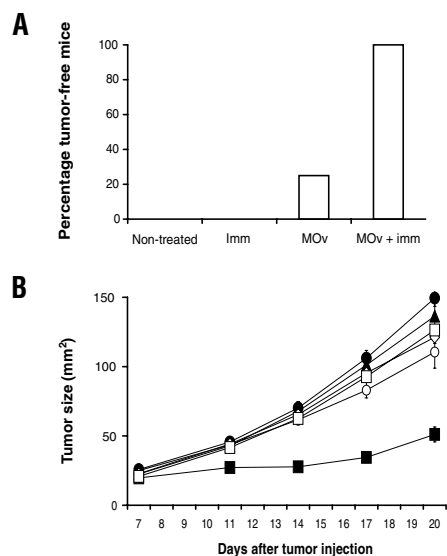 A
Percentage tumor-free mice
100
80
60
40
20
0
Non-treated Imm MOv MOv + imm
B
Tumor size (mm²)
150
100
50
0
7 8 10 11 12 13 14 15 16 17 18 19 20
Days after tumor injection